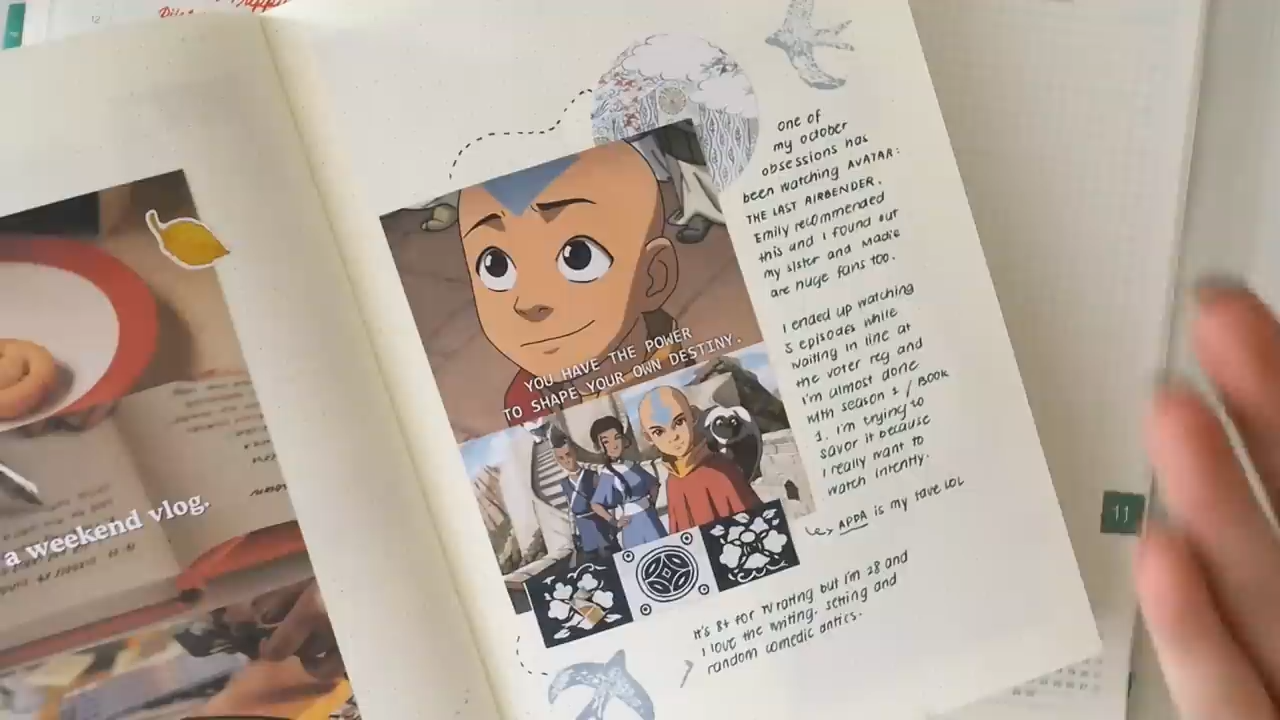 12
one of
my october
obsessions has
been watching AVATAR:
THE LAST AIRBENDER.
Emily recommended
this and I found out
my sister and Madie
are huge fans too.
I ended up watching
5 episodes while
waiting in line at
the voter reg and
I'm almost done
with season 1 / BOOK
1. I'm trying to
savor it because
I really want to
watch intently.
APPA is my fave lol
It's 8+ for TV rating but I'm 28 and
I love the writing, setting and
random comedic antics.
YOU HAVE THE POWER
TO SHAPE YOUR OWN DESTINY.
a weekend vlog.
11